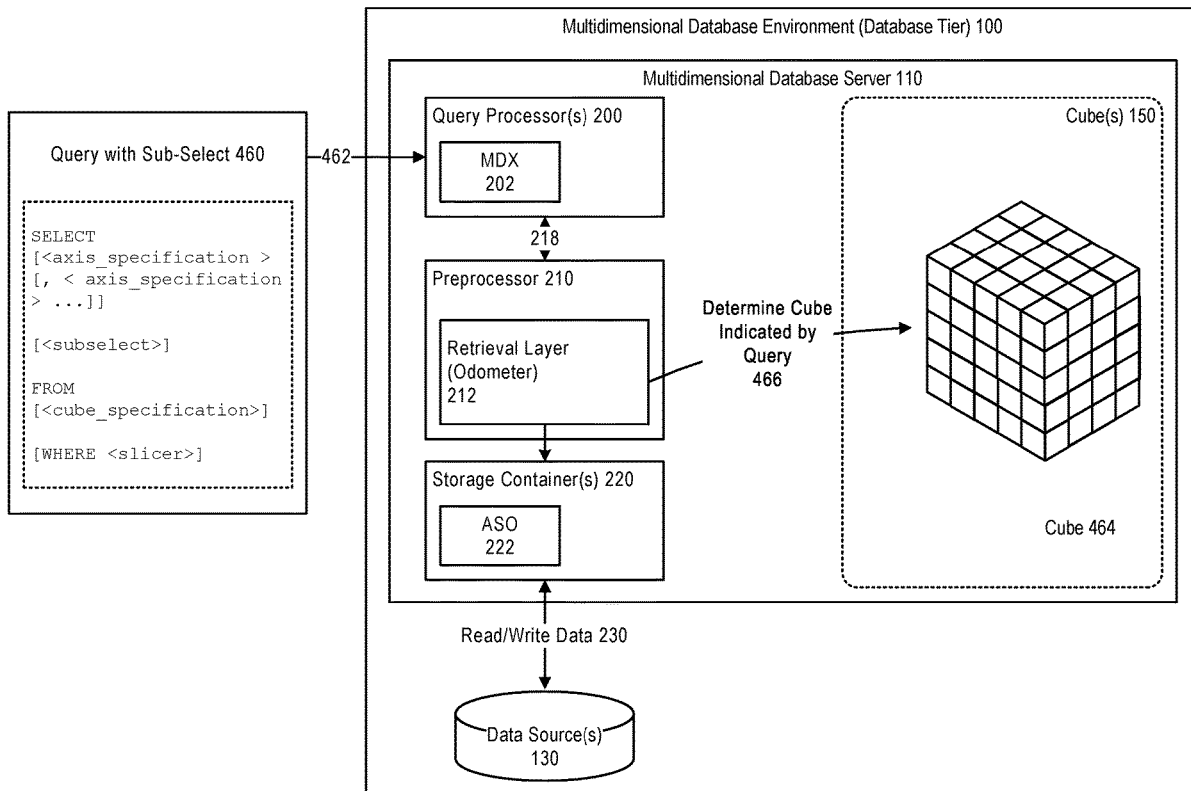 Multidimensional Database Environment (Database Tier) 100
Multidimensional Database Server 110
Query with Sub-Select 460
SELECT
[<axis_specification >
[, < axis_specification
> ...]]
[<subselect>]
FROM
[<cube_specification>]
[WHERE <slicer>]
462
Query Processor(s) 200
MDX
202
218
Preprocessor 210
Retrieval Layer
(Odometer)
212
Storage Container(s) 220
ASO
222
Read/Write Data 230
Data Source(s)
130
Determine Cube
Indicated by
Query
466
Cube(s) 150
Cube 464